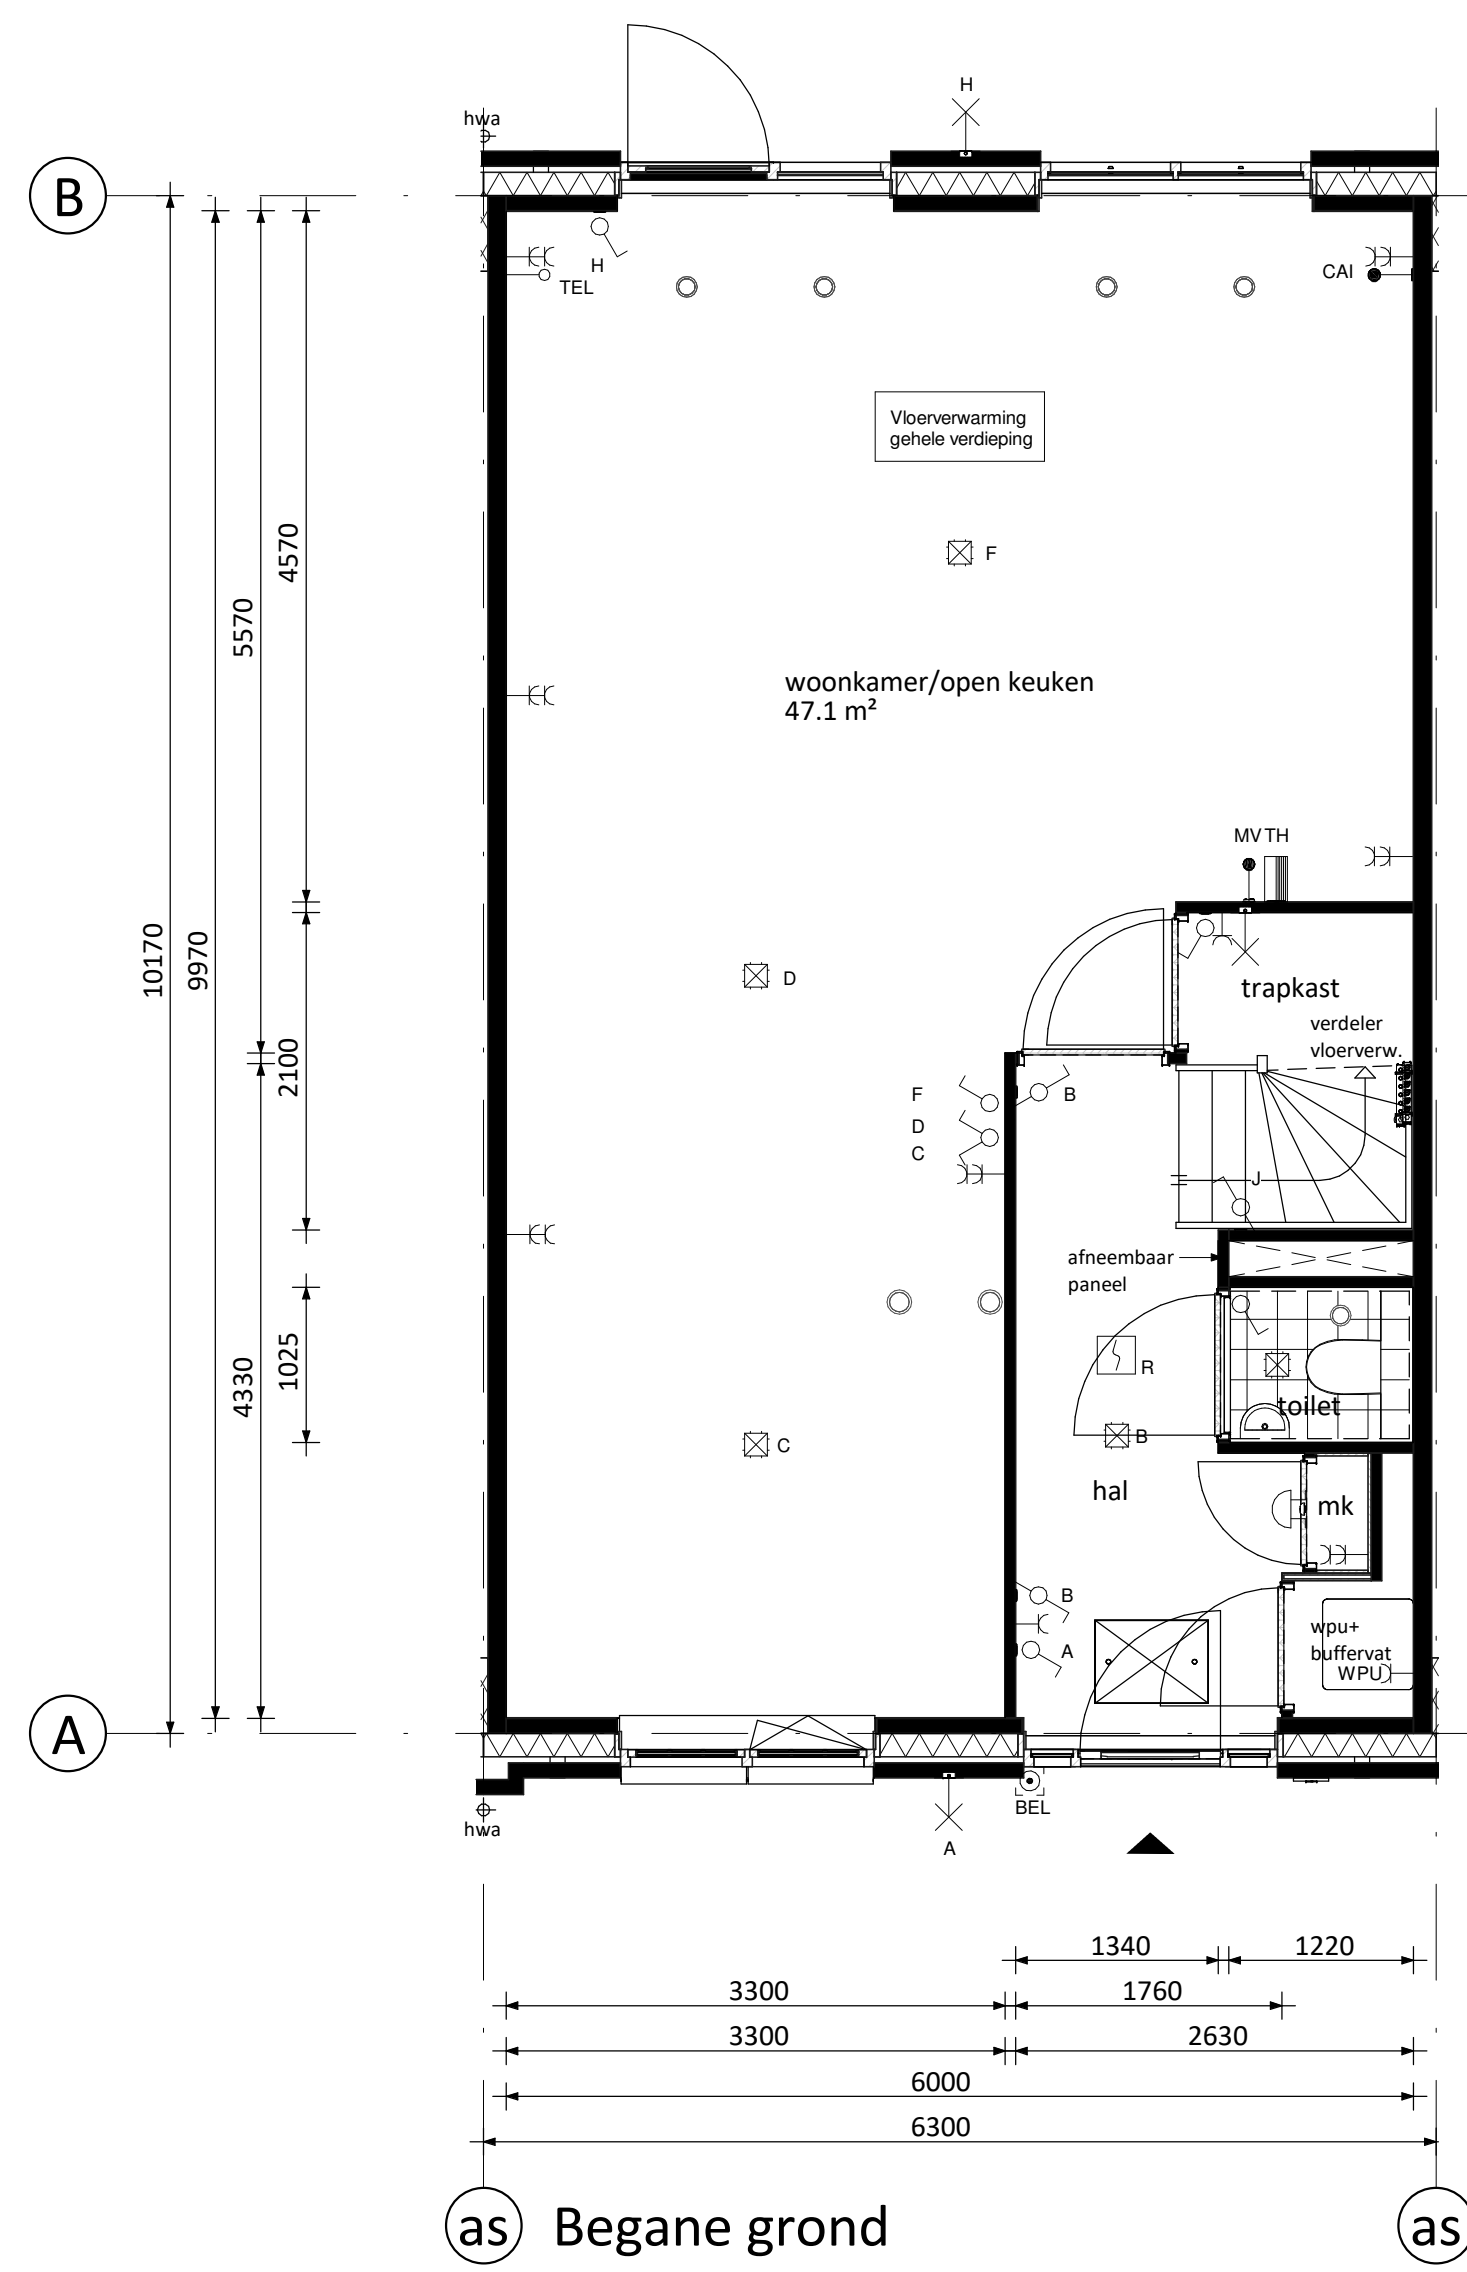 H
hwa
B
H
TEL
CAI
Vloerverwarming
gehele verdieping
4570
F
5570
woonkamer/open keuken
47.1 m²
MV TH
10170
9970
D
trapkast
verdeler
vloerverw.
2100
F
B
D
C
J
afneembaar
paneel
1025
4330
R
toilet
C
B
hal
mk
B
A
wpu+
buffervat
WPU
A
BEL
hwa
A
1340
1220
3300
1760
3300
2630
6000
6300
as
Begane grond
as